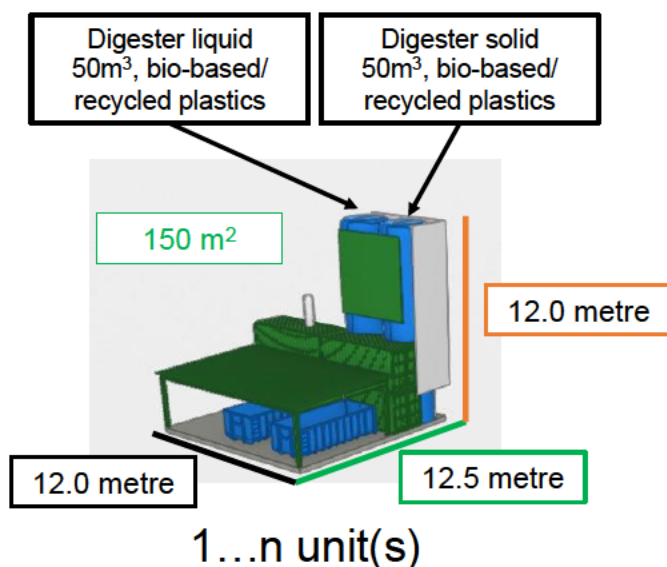 Digester liquid
50m³, bio-based/
recycled plastics
Digester solid
50m³, bio-based/
recycled plastics
150 m²
12.0 metre
12.0 metre
12.5 metre
1...n unit(s)